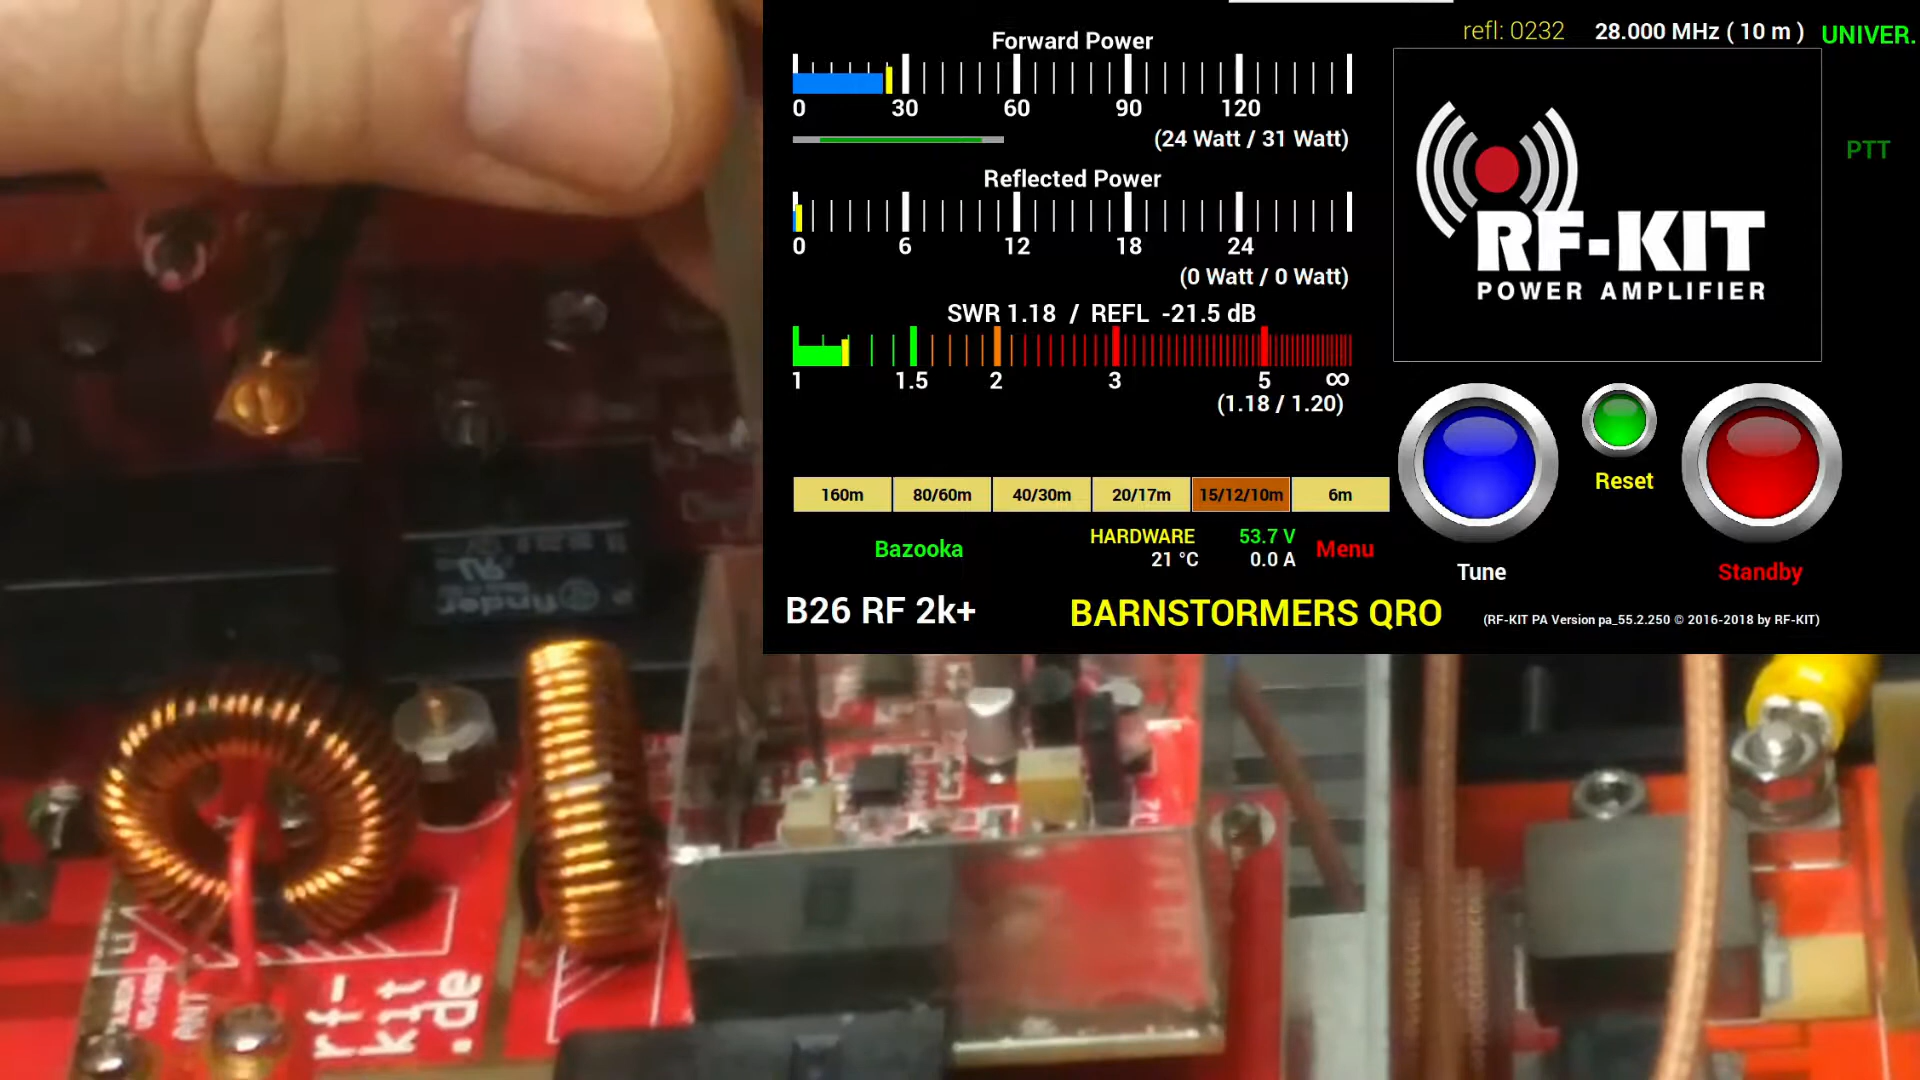 Forward Power
0 30 60 90 120
(24 Watt / 31 Watt)
Reflected Power
0 6 12 18 24
(0 Watt / 0 Watt)
SWR 1.18 / REFL -21.5 dB
1 1.5 2 3 5 ∞
(1.18 / 1.20)
160m 80/60m 40/30m 20/17m 15/12/10m 6m
Bazooka
HARDWARE 53.7 V
21 °C 0.0 A
Menu
B26 RF 2k+
BARNSTORMERS QRO
refl: 0232 28.000 MHz ( 10 m ) UNIVER.
PTT
RF-KIT
POWER AMPLIFIER
Tune
Reset
Standby
(RF-KIT PA Version pa_55.2.250 © 2016-2018 by RF-KIT)
L1
ANT
rf-
kit
.de